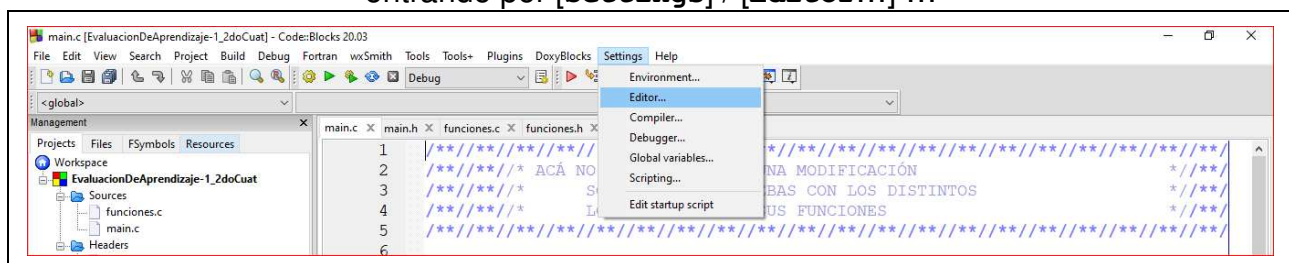 entrando por [Settings] / [Editor...] ...
main.c [EvaluacionDeAprendizaje-1_2doCuat] - Code::Blocks 20.03
File Edit View Search Project Build Debug Fortran wxSmith Tools Tools+ Plugins DoxyBlocks Settings Help
Debug
Environment...
<global>
Editor...
Management
Compiler...
main.c main.h funciones.c funciones.h
Debugger...
Projects Files FSymbols Resources
Global variables...
Workspace
Scripting...
EvaluacionDeAprendizaje-1_2doCuat
Edit startup script
Sources
funciones.c
main.c
Headers
1 /**//**//**//**// **//**//**//**//**//**//**//**//**//**//**/
2 /**//**//* ACÁ NO NA MODIFICACIÓN *//**/
3 /**//**//* S BAS CON LOS DISTINTOS *//**/
4 /**//**//* L US FUNCIONES *//**/
5 /**//**//**//**//**//**//**//**//**//**//**//**//**//**//**//**//**//**//**//**/
6